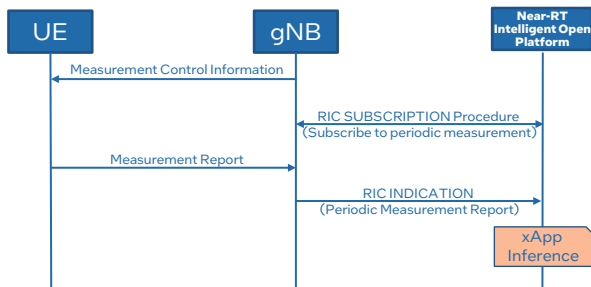 UE
gNB
Near-RT
Intelligent Open
Platform
Measurement Control Information
RIC SUBSCRIPTION Procedure
(Subscribe to periodic measurement)
Measurement Report
RIC INDICATION
(Periodic Measurement Report)
xApp
Inference